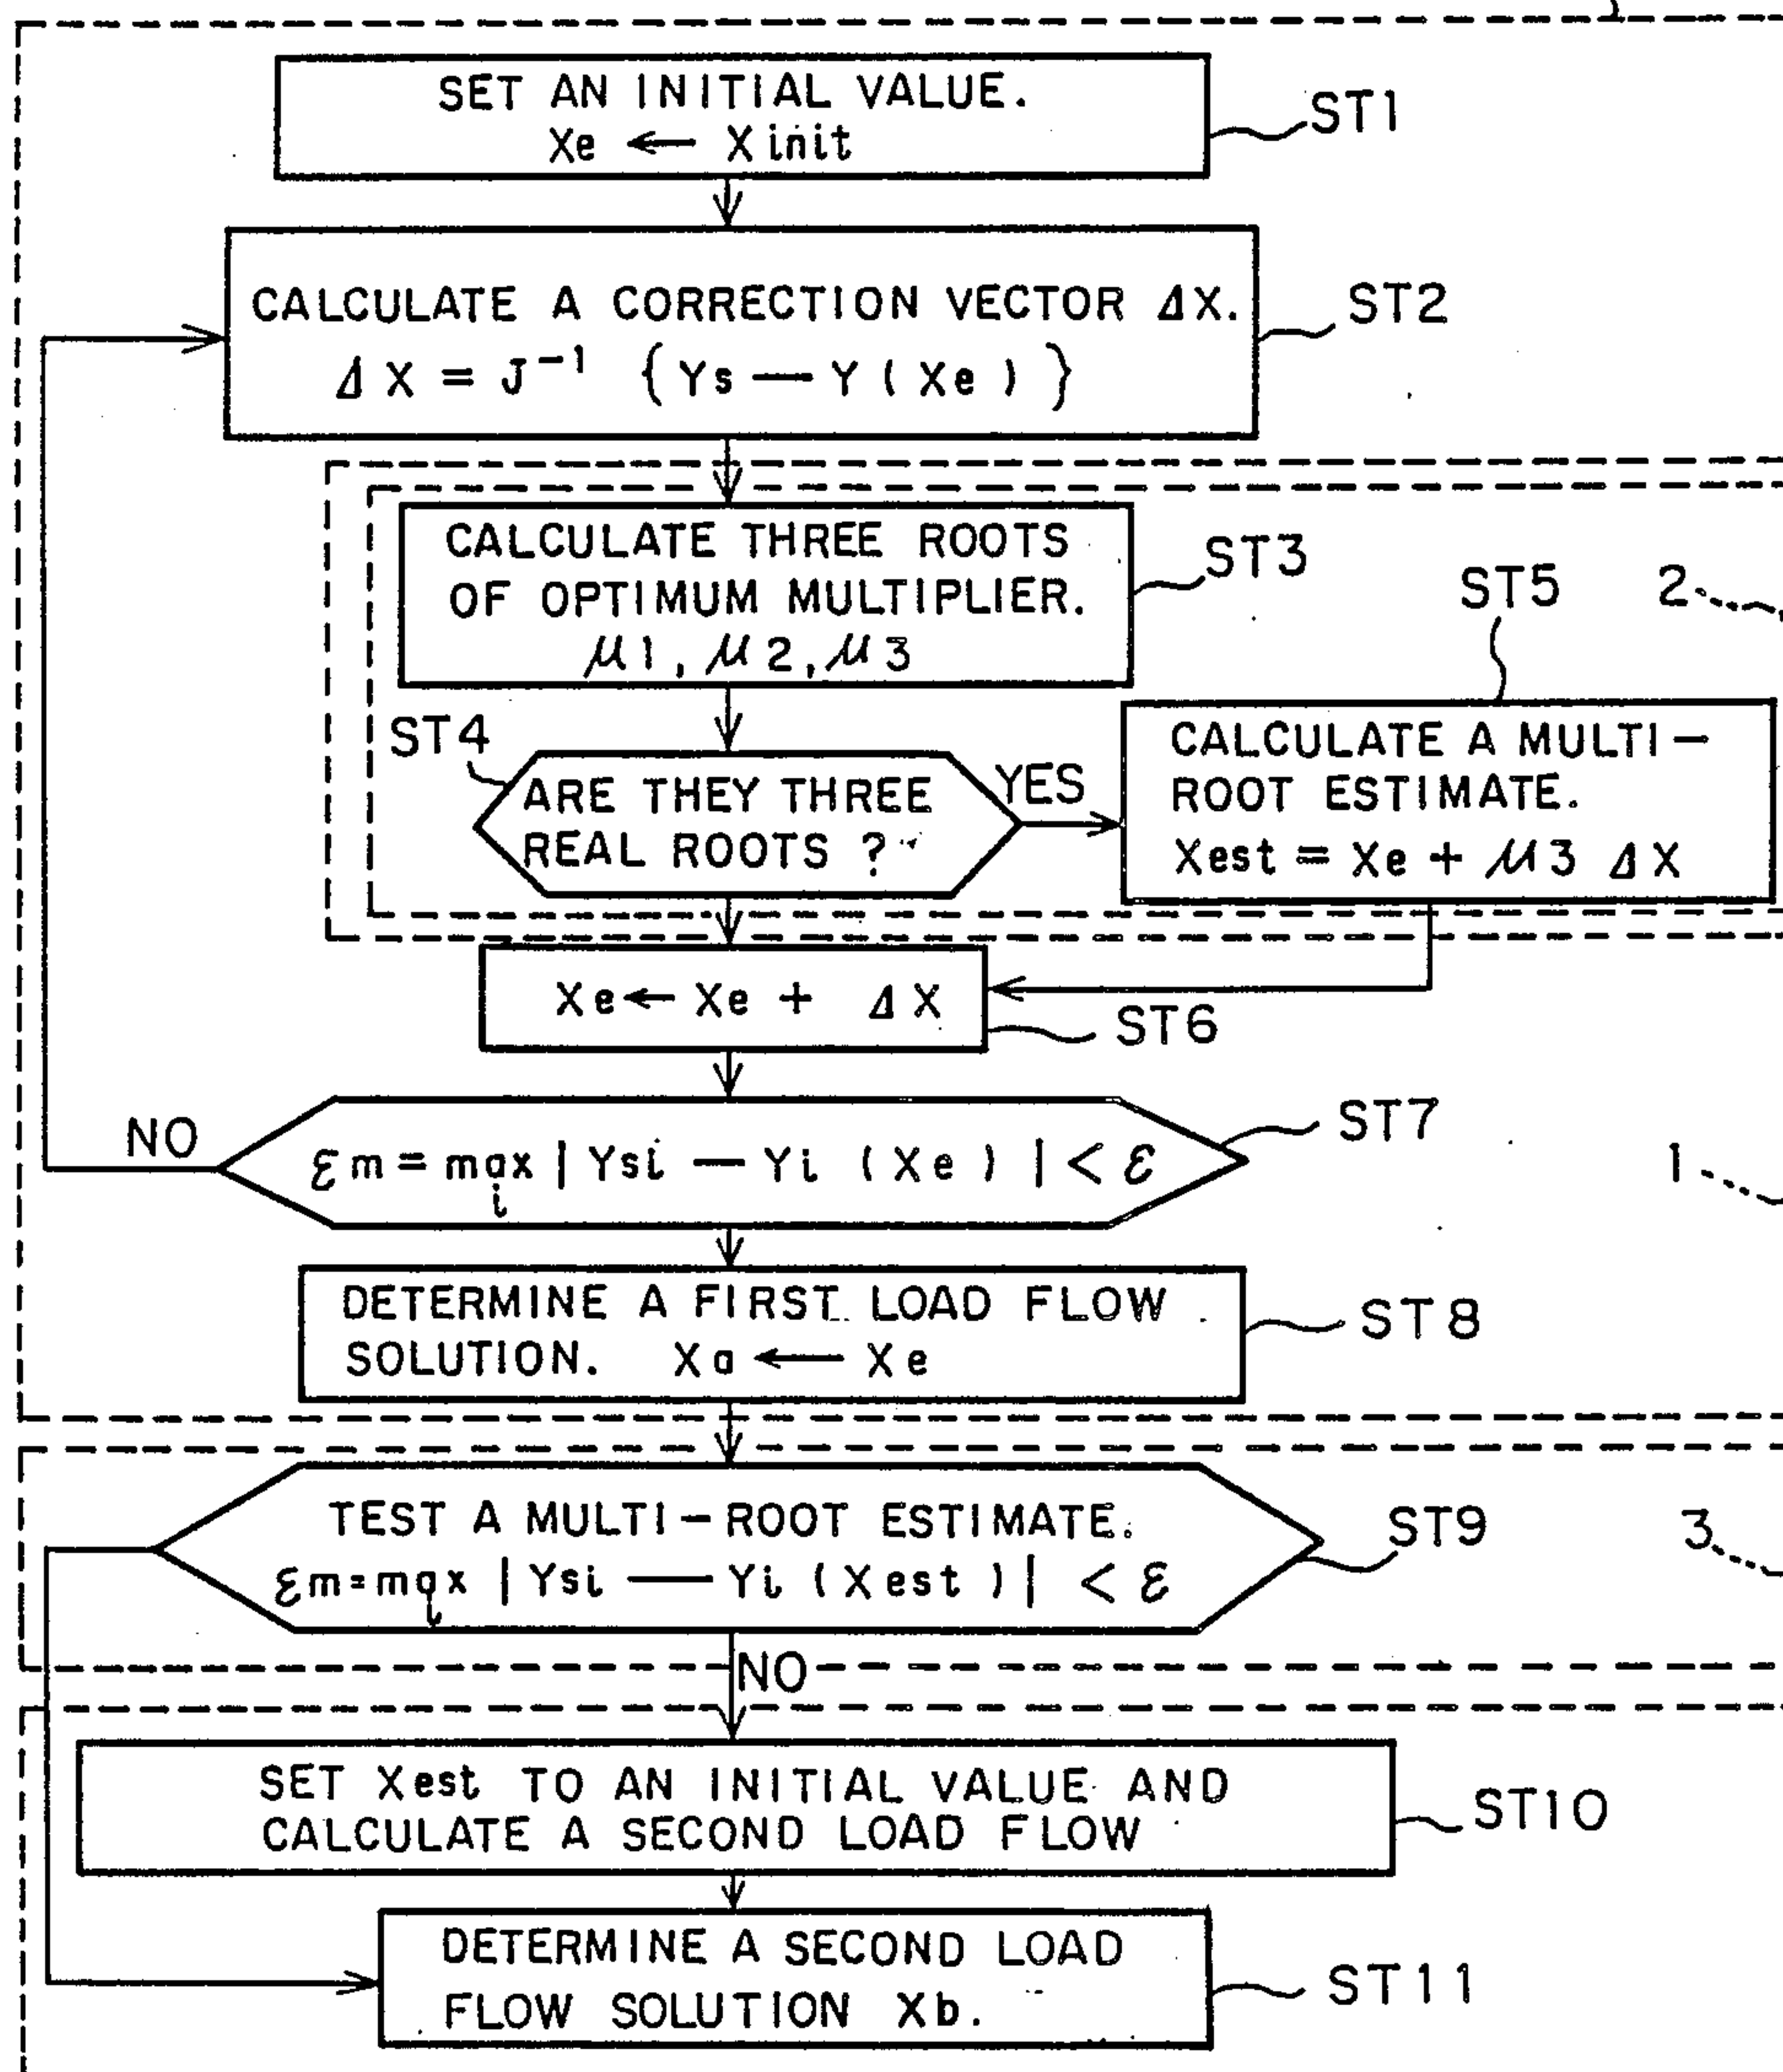 SET AN INITIAL VALUE.
Xe ← Xinit
ST1
CALCULATE A CORRECTION VECTOR ΔX.
ΔX = J⁻¹ {Ys — Y (Xe)}
ST2
CALCULATE THREE ROOTS
OF OPTIMUM MULTIPLIER.
μ1, μ2, μ3
ST3
ST5
2
ST4
ARE THEY THREE
REAL ROOTS ?
YES
CALCULATE A MULTI-
ROOT ESTIMATE.
Xest = Xe + μ3 ΔX
Xe ← Xe + ΔX
ST6
NO
εm = max | Ysi — Yi (Xe) | < ε
i
ST7
1
DETERMINE A FIRST LOAD FLOW
SOLUTION. Xa ← Xe
ST8
TEST A MULTI-ROOT ESTIMATE.
εm = max | Ysi — Yi (Xest) | < ε
i
ST9
3
NO
SET Xest TO AN INITIAL VALUE AND
CALCULATE A SECOND LOAD FLOW
ST10
DETERMINE A SECOND LOAD
FLOW SOLUTION Xb.
ST11